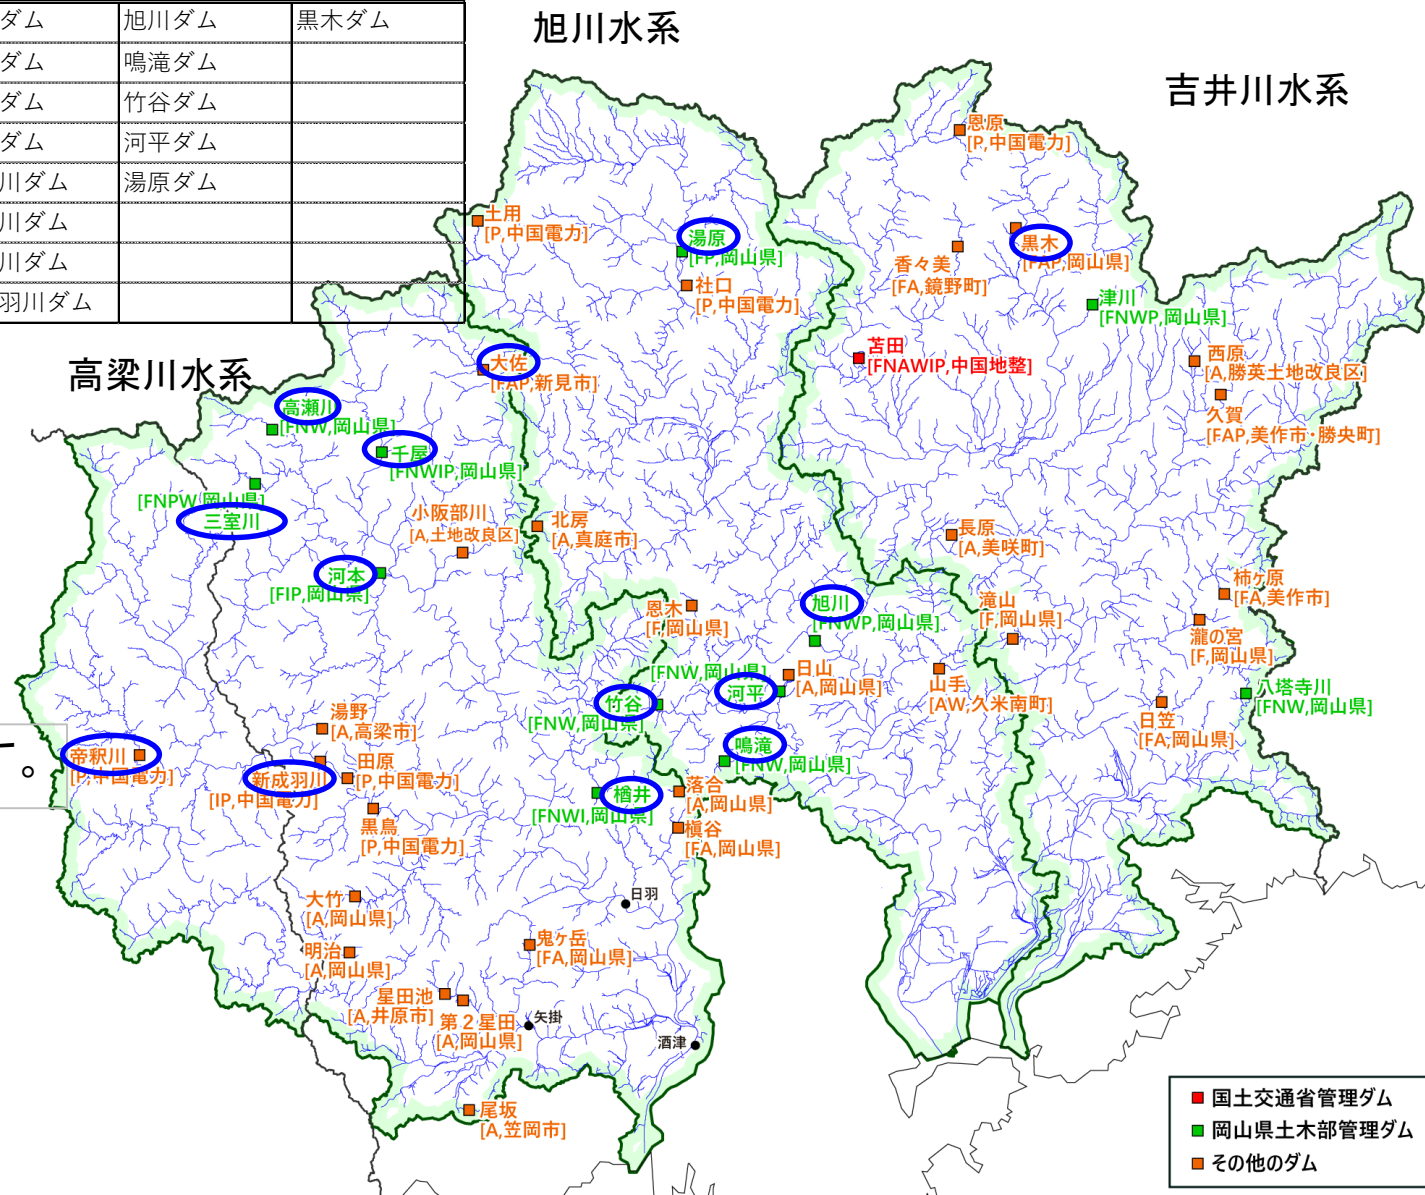 ダム 旭川ダム 黒木ダム
ダム 鳴滝ダム
ダム 竹谷ダム
ダム 河平ダム
川ダム 湯原ダム
川ダム
川ダム
羽川ダム
旭川水系
吉井川水系
高梁川水系
恩原
[P,中国電力]
土用
[P,中国電力]
湯原
[FP,岡山県]
社口
[P,中国電力]
黒木
[FAP,岡山県]
香々美
[FA,鏡野町]
津川
[FNWP,岡山県]
苫田
[FNAWIP,中国地整]
西原
[A,勝英土地改良区]
久賀
[FAP,美作市・勝央町]
大佐
[FAP,新見市]
高瀬川
[FNW,岡山県]
千屋
[FNWIP,岡山県]
[FNPW,岡山県]
三室川
小阪部川
[A,土地改良区]
北房
[A,真庭市]
長原
[A,美咲町]
河本
[FIP,岡山県]
柿ヶ原
[FA,美作市]
恩木
[F,岡山県]
旭川
[FNWP,岡山県]
滝山
[F,岡山県]
瀧の宮
[F,岡山県]
[FNW,岡山県]
河平
日山
[A,岡山県]
山手
[AW,久米南町]
八塔寺川
[FNW,岡山県]
竹谷
[FNW,岡山県]
日笠
[FA,岡山県]
湯野
[A,高梁市]
鳴滝
[FNW,岡山県]
ー
。
帝釈川
[P,中国電力]
新成羽川
[IP,中国電力]
田原
[P,中国電力]
楢井
[FNWI,岡山県]
落合
[A,岡山県]
黒鳥
[P,中国電力]
槇谷
[FA,岡山県]
大竹
[A,岡山県]
日羽
明治
[A,岡山県]
鬼ヶ岳
[FA,岡山県]
星田池
[A,井原市]
第２星田
[A,岡山県]
矢掛
酒津
尾坂
[A,笠岡市]
国土交通省管理ダム
岡山県土木部管理ダム
その他のダム